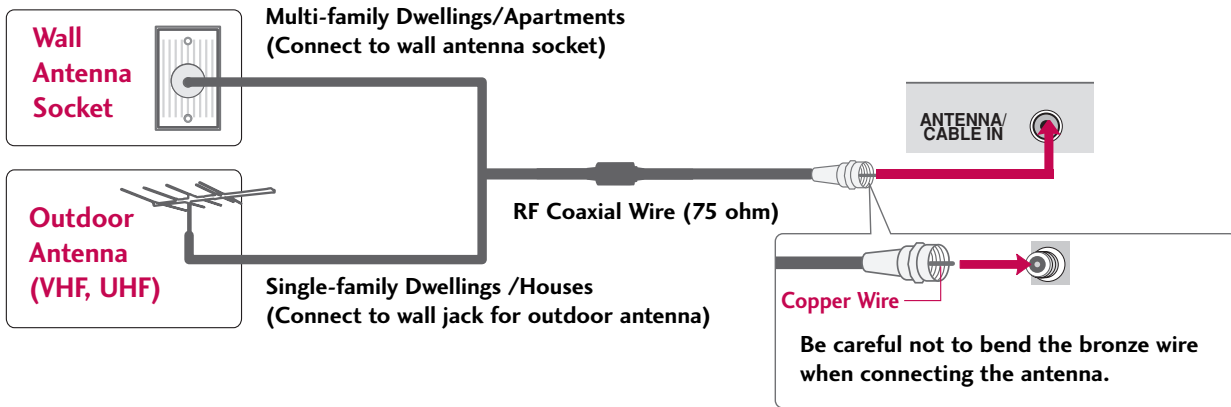 Wall
Antenna
Socket
Multi-family Dwellings/Apartments
(Connect to wall antenna socket)
ANTENNA/
CABLE IN
Outdoor
Antenna
(VHF, UHF)
RF Coaxial Wire (75 ohm)
Single-family Dwellings /Houses
(Connect to wall jack for outdoor antenna)
Copper Wire
Be careful not to bend the bronze wire
when connecting the antenna.